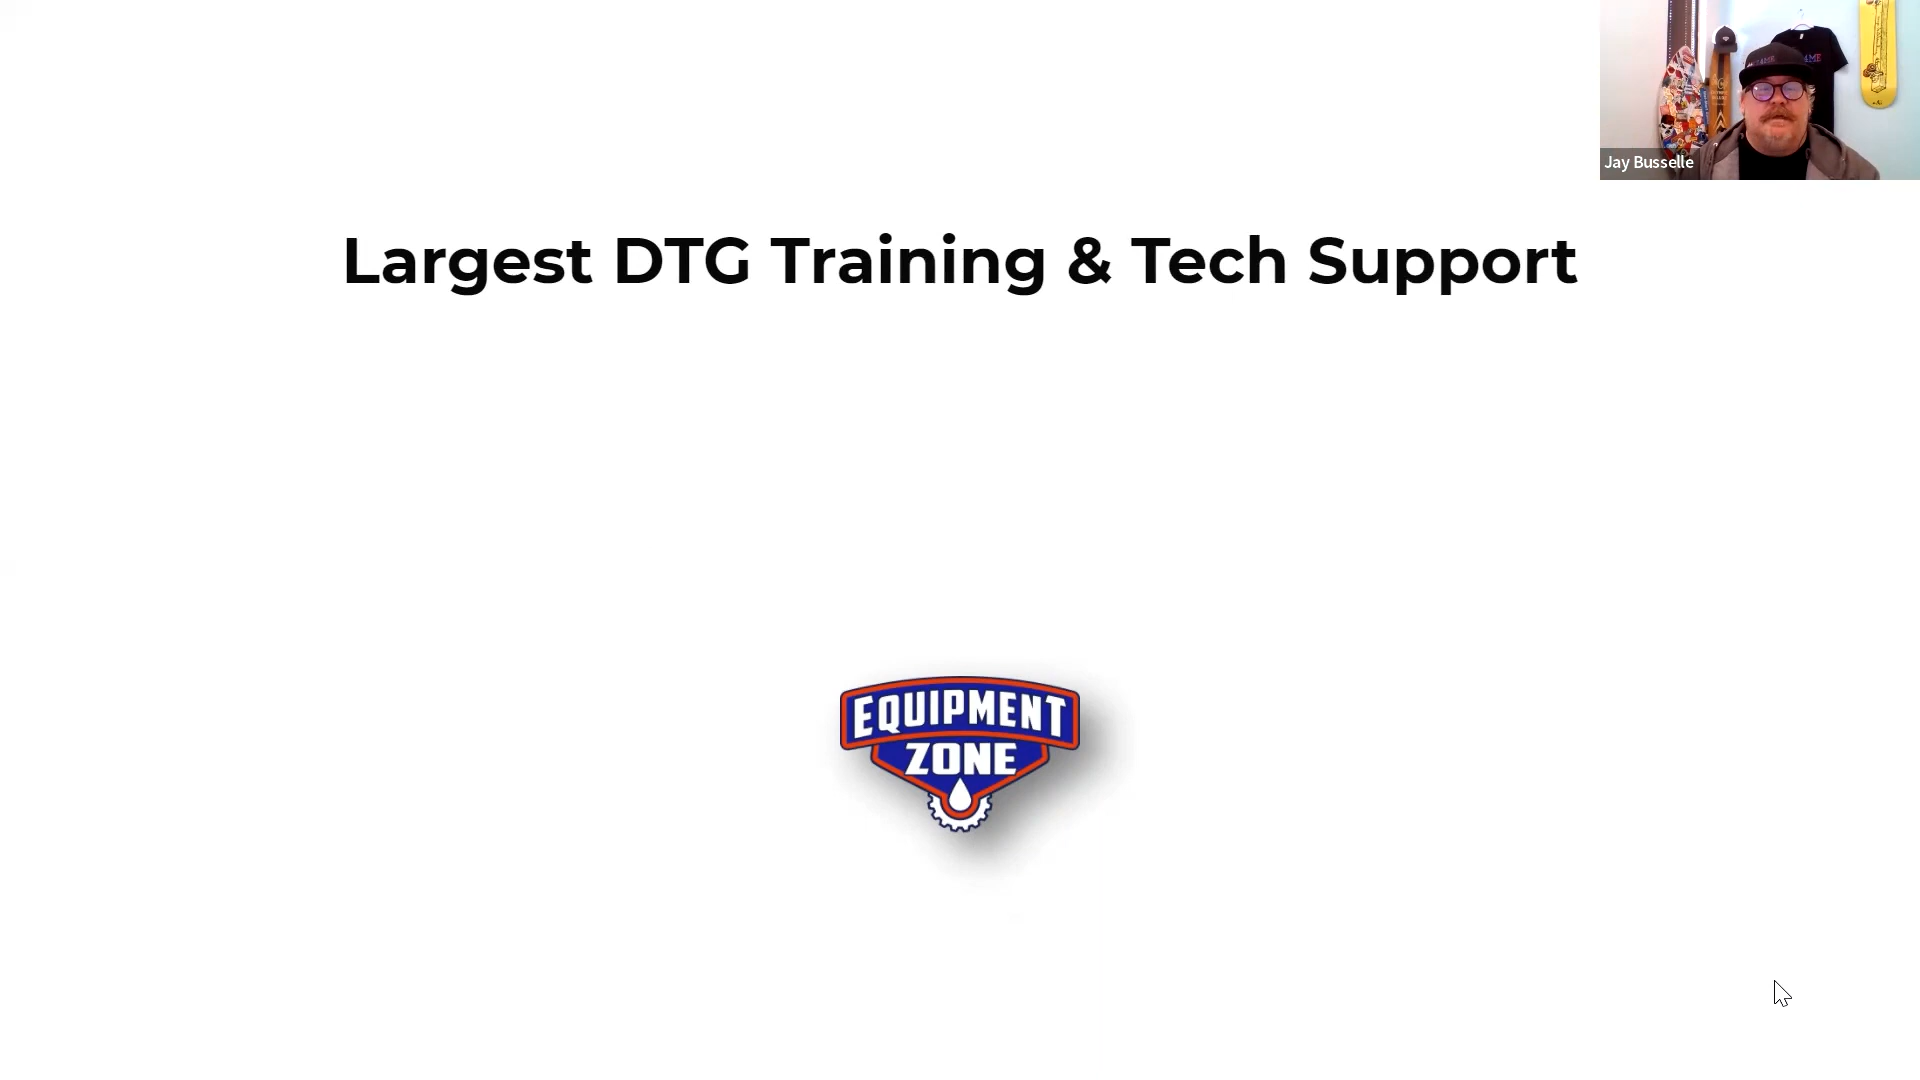 Jay Busselle
Largest DTG Training & Tech Support
EQUIPMENT
ZONE